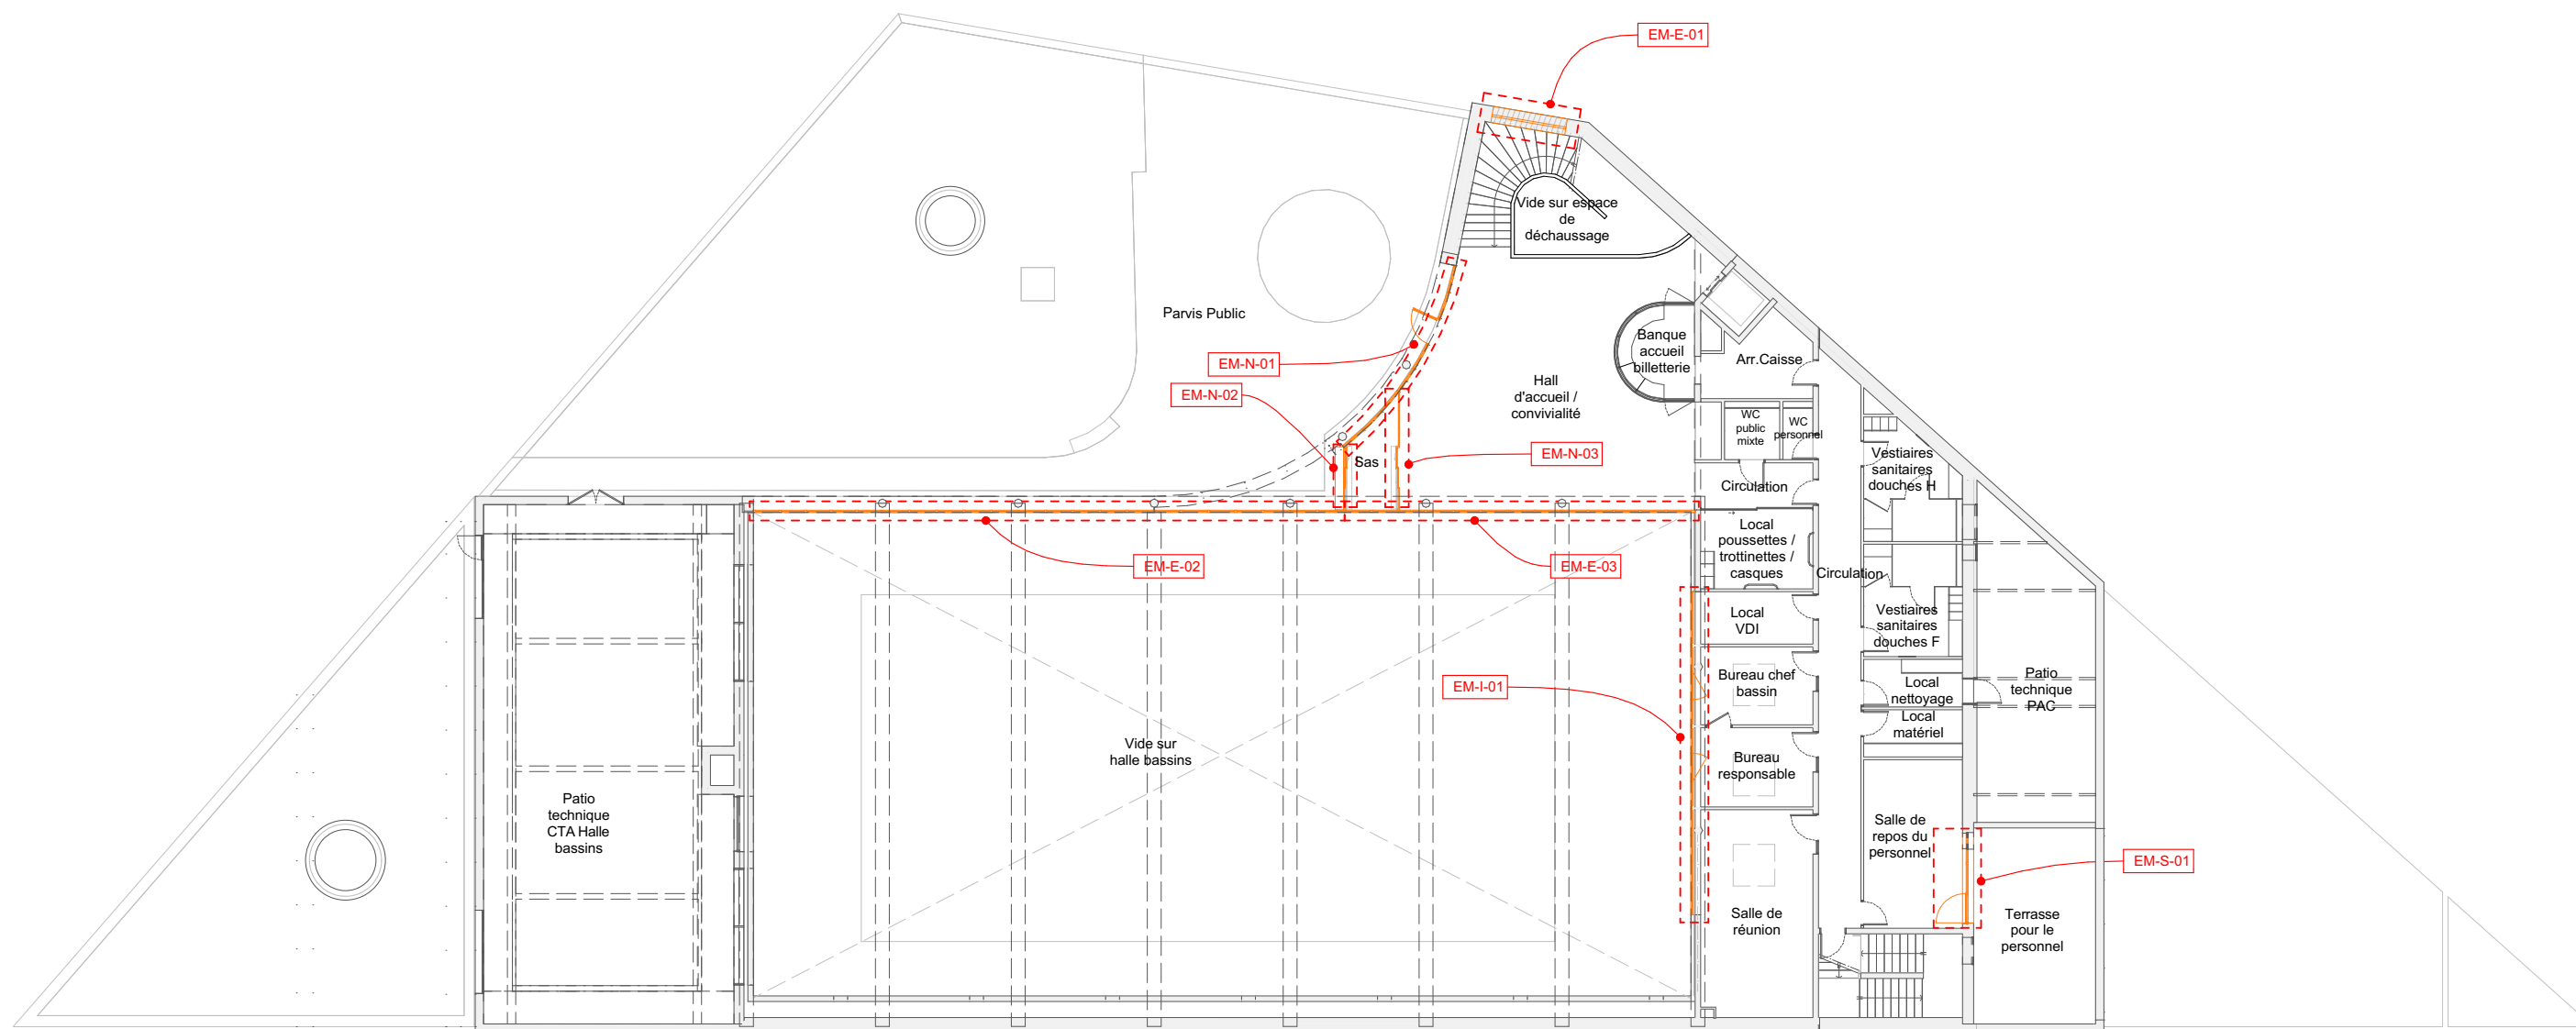 EM-E-01
Vide sur espace
de
déchaussage
Parvis Public
EM-N-01
EM-N-02
Banque
accueil
billetterie
Arr.Caisse
Hall
d'accueil /
convivialité
WC
public
mixte
WC
personnel
Sas
EM-N-03
Vestiaires
sanitaires
douches H
Circulation
EM-E-02
EM-E-03
Local
poussettes /
trottinettes /
casques
Circulation
Local
VDI
Vestiaires
sanitaires
douches F
EM-I-01
Bureau chef
bassin
Local
nettoyage
Patio
technique
PAC
Local
matériel
Vide sur
halle bassins
Bureau
responsable
Patio
technique
CTA Halle
bassins
Salle de
repos du
personnel
EM-S-01
Salle de
réunion
Terrasse
pour le
personnel